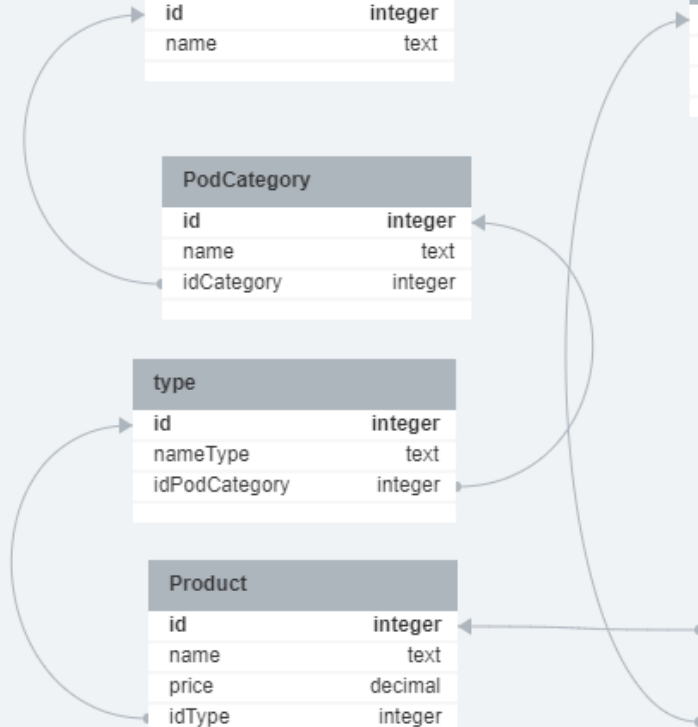 id integer
name text
PodCategory
id integer
name text
idCategory integer
type
id integer
nameType text
idPodCategory integer
Product
id integer
name text
price decimal
idType integer